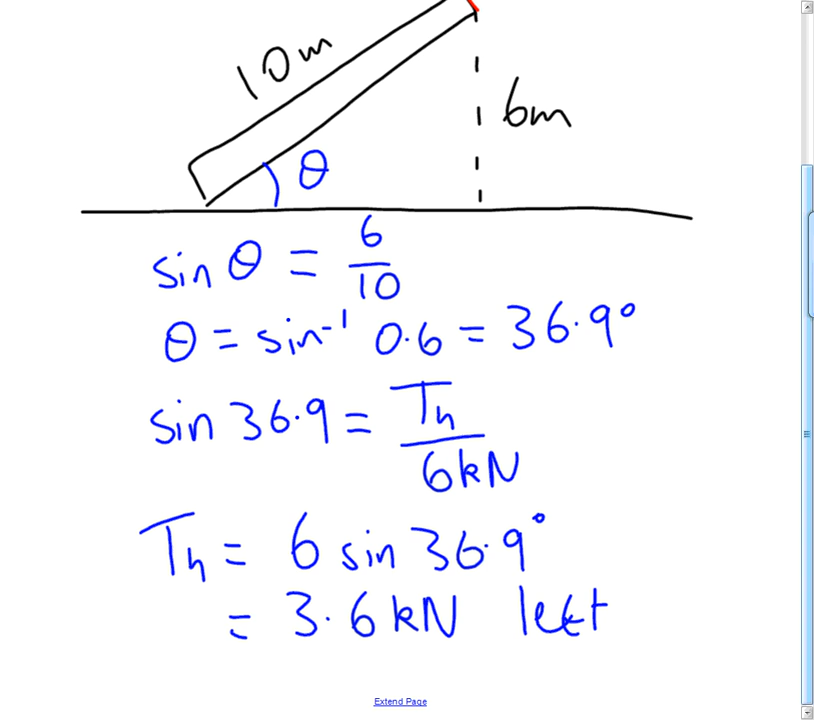 10m
6m
θ
sin θ = 6/10
θ = sin⁻¹ 0.6 = 36.9°
sin 36.9 = Th/6kN
Th = 6 sin 36.9°
= 3.6 kN left
Extend Page